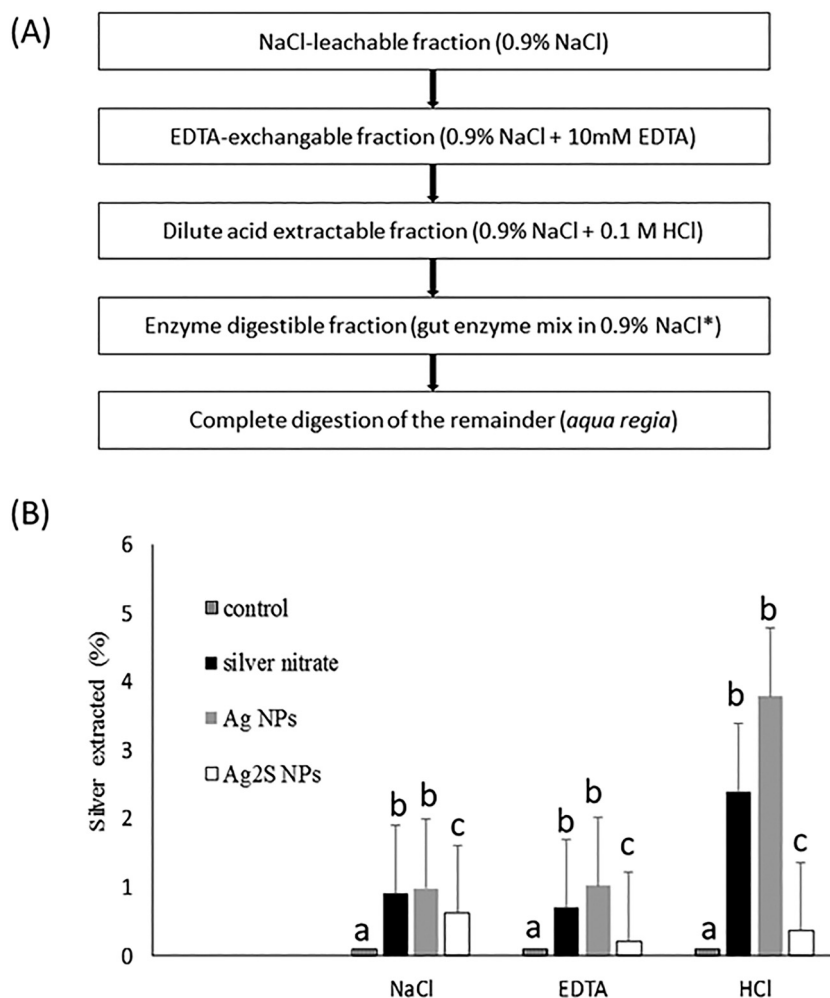 (A)
NaCl-leachable fraction (0.9% NaCl)
EDTA-exchangable fraction (0.9% NaCl + 10mM EDTA)
Dilute acid extractable fraction (0.9% NaCl + 0.1 M HCl)
Enzyme digestible fraction (gut enzyme mix in 0.9% NaCl*)
Complete digestion of the remainder (aqua regia)
(B)
Silver extracted (%)
6
5
4
3
2
1
0
control
silver nitrate
Ag NPs
Ag2S NPs
a
b
b
c
a
b
b
c
a
b
b
c
NaCl
EDTA
HCl